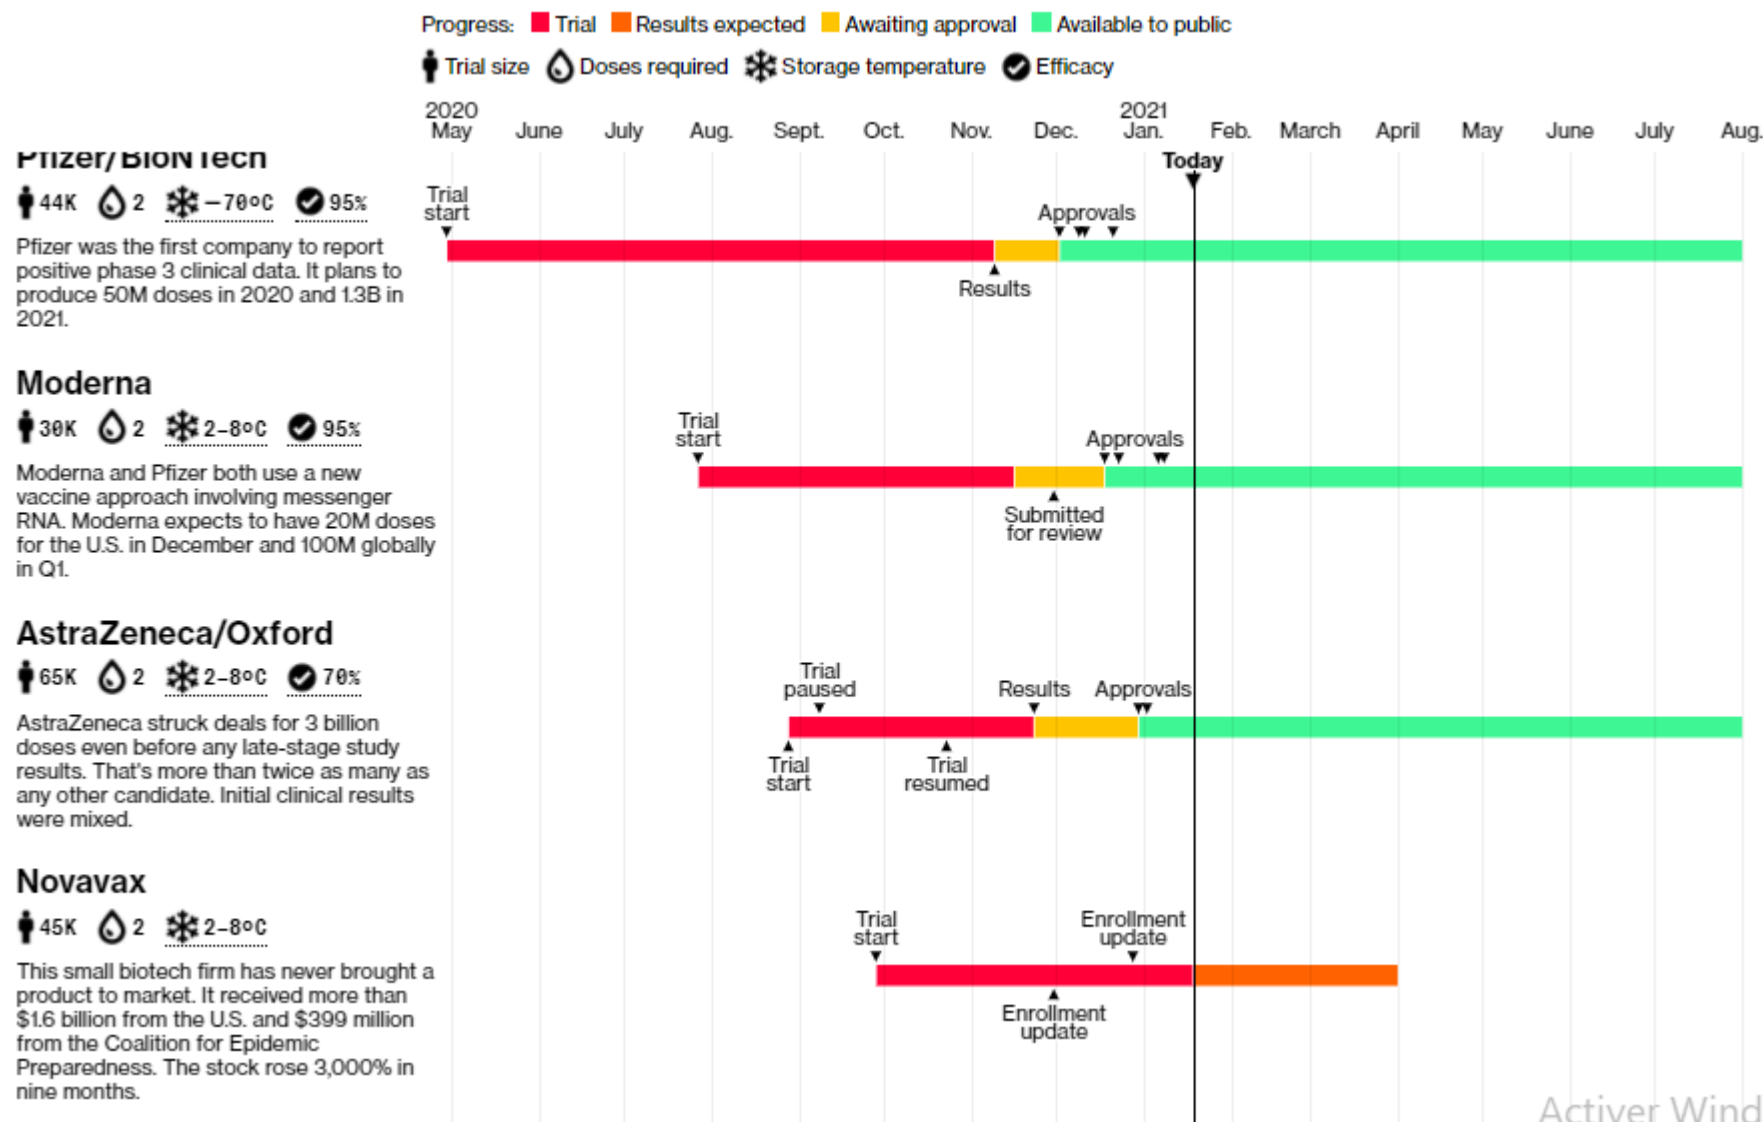 Progress: Trial Results expected Awaiting approval Available to public
Trial size Doses required Storage temperature Efficacy
2020 2021
May June July Aug. Sept. Oct. Nov. Dec. Jan. Feb. March April May June July Aug.
Today
Pfizer/BioNTech
44K 2 −70ºC 95%
Pfizer was the first company to report
positive phase 3 clinical data. It plans to
produce 50M doses in 2020 and 1.3B in
2021.
Trial
start
Approvals
Results
Moderna
30K 2 2–8ºC 95%
Moderna and Pfizer both use a new
vaccine approach involving messenger
RNA. Moderna expects to have 20M doses
for the U.S. in December and 100M globally
in Q1.
Trial
start
Approvals
Submitted
for review
AstraZeneca/Oxford
65K 2 2–8ºC 70%
AstraZeneca struck deals for 3 billion
doses even before any late-stage study
results. That's more than twice as many as
any other candidate. Initial clinical results
were mixed.
Trial
paused
Results
Approvals
Trial
start
Trial
resumed
Novavax
45K 2 2–8ºC
This small biotech firm has never brought a
product to market. It received more than
$1.6 billion from the U.S. and $399 million
from the Coalition for Epidemic
Preparedness. The stock rose 3,000% in
nine months.
Trial
start
Enrollment
update
Enrollment
update
Activer Wind